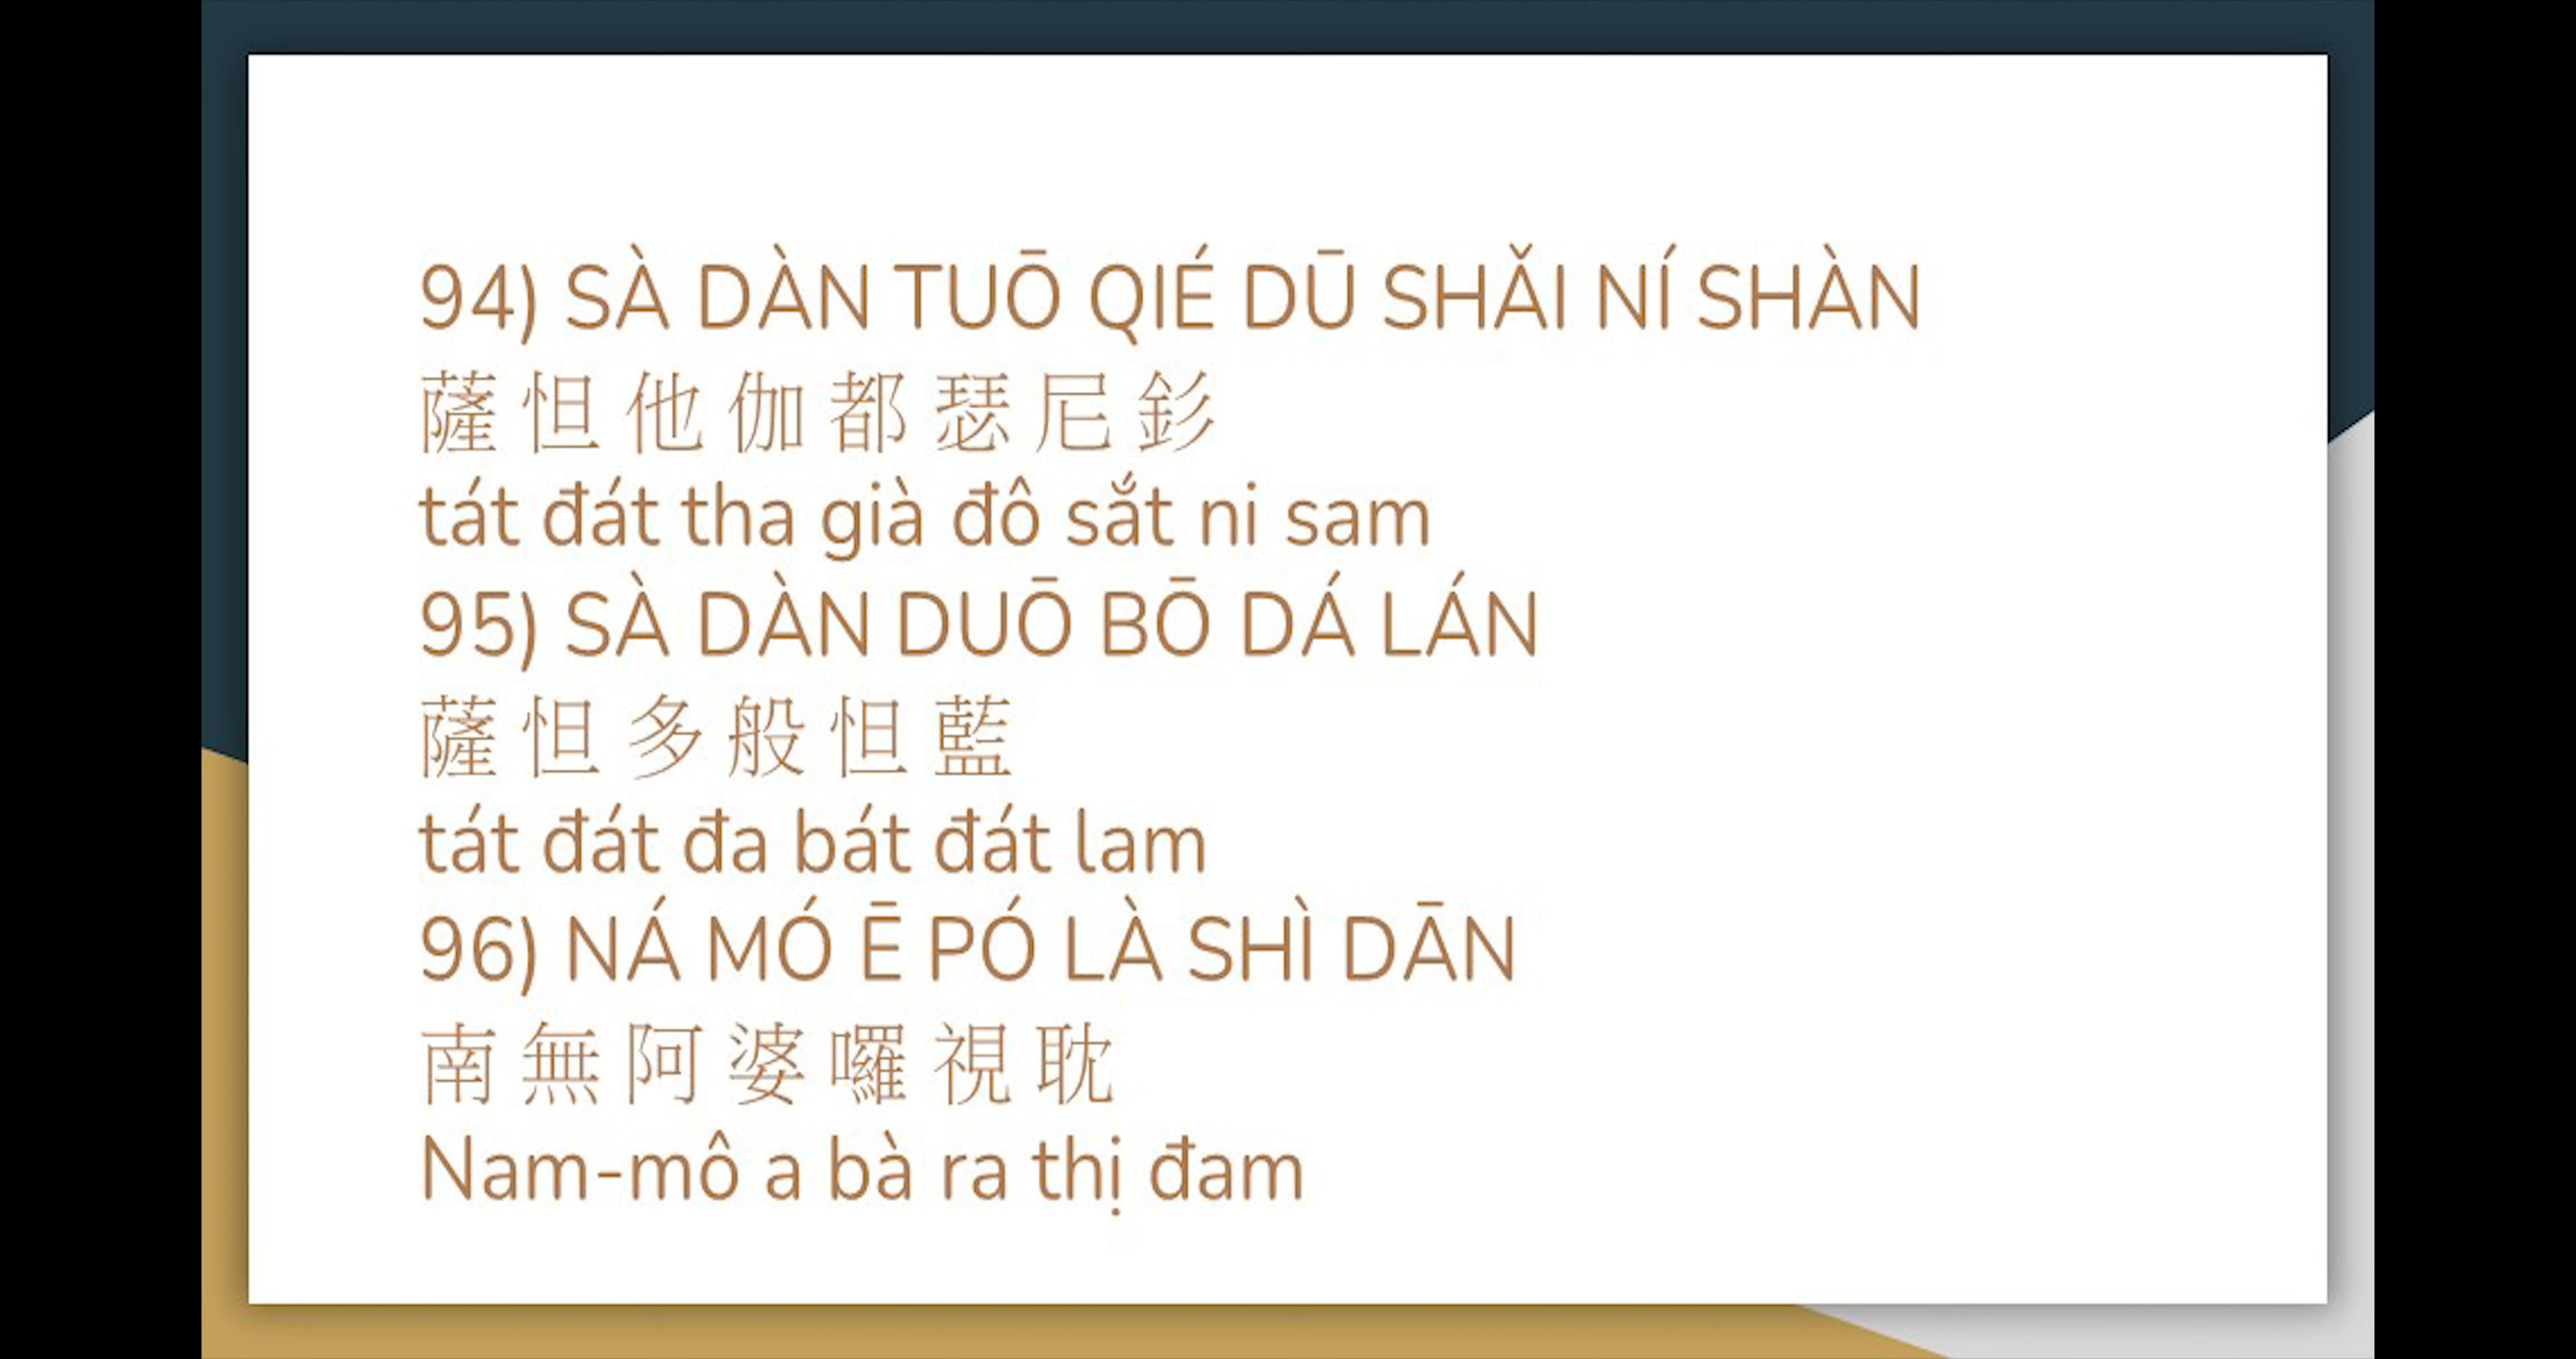 94) SÀ DÀN TUŌ QIÉ DŪ SHǍI NÍ SHÀN
薩 怛 他 伽 都 瑟 尼 釤
tát đát tha già đô sắt ni sam
95) SÀ DÀN DUŌ BŌ DÁ LÁN
薩 怛 多 般 怛 藍
tát đát đa bát đát lam
96) NÁ MÓ Ē PÓ LÀ SHÌ DĀN
南 無 阿 婆 囉 視 耽
Nam-mô a bà ra thị đam